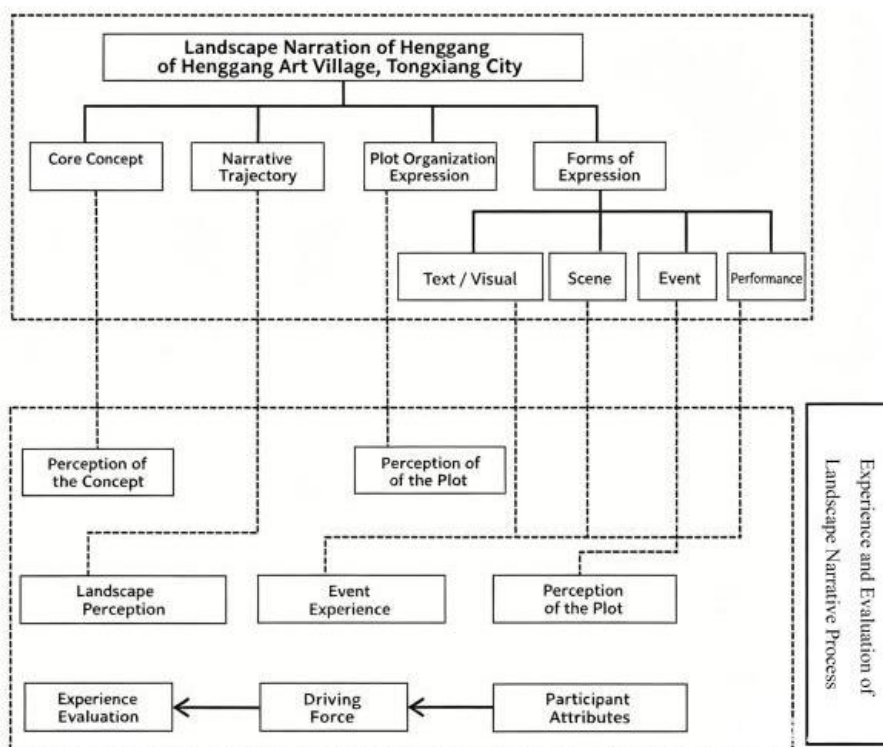 Landscape Narration of Henggang
of Henggang Art Village, Tongxiang City
Core Concept
Narrative
Trajectory
Plot Organization
Expression
Forms of
Expression
Text / Visual
Scene
Event
Performance
Perception of
the Concept
Perception of
of the Plot
Landscape
Perception
Event
Experience
Perception
of the Plot
Experience
Evaluation
Driving
Force
Participant
Attributes
Experience and Evaluation of
Landscape Narrative Process